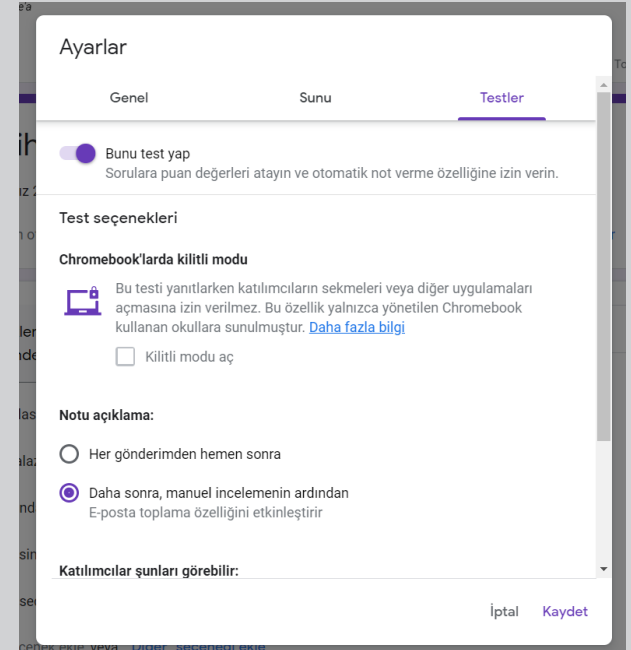 Ayarlar
Genel Sunu Testler
Bunu test yap
Sorulara puan değerleri atayın ve otomatik not verme özelliğine izin verin.
Test seçenekleri
Chromebook'larda kilitli modu
Bu testi yanıtlarken katılımcıların sekmeleri veya diğer uygulamaları
açmasına izin verilmez. Bu özellik yalnızca yönetilen Chromebook
kullanan okullara sunulmuştur. Daha fazla bilgi
Kilitli modu aç
Notu açıklama:
Her gönderimden hemen sonra
Daha sonra, manuel incelemenin ardından
E-posta toplama özelliğini etkinleştirir
Katılımcılar şunları görebilir:
İptal Kaydet